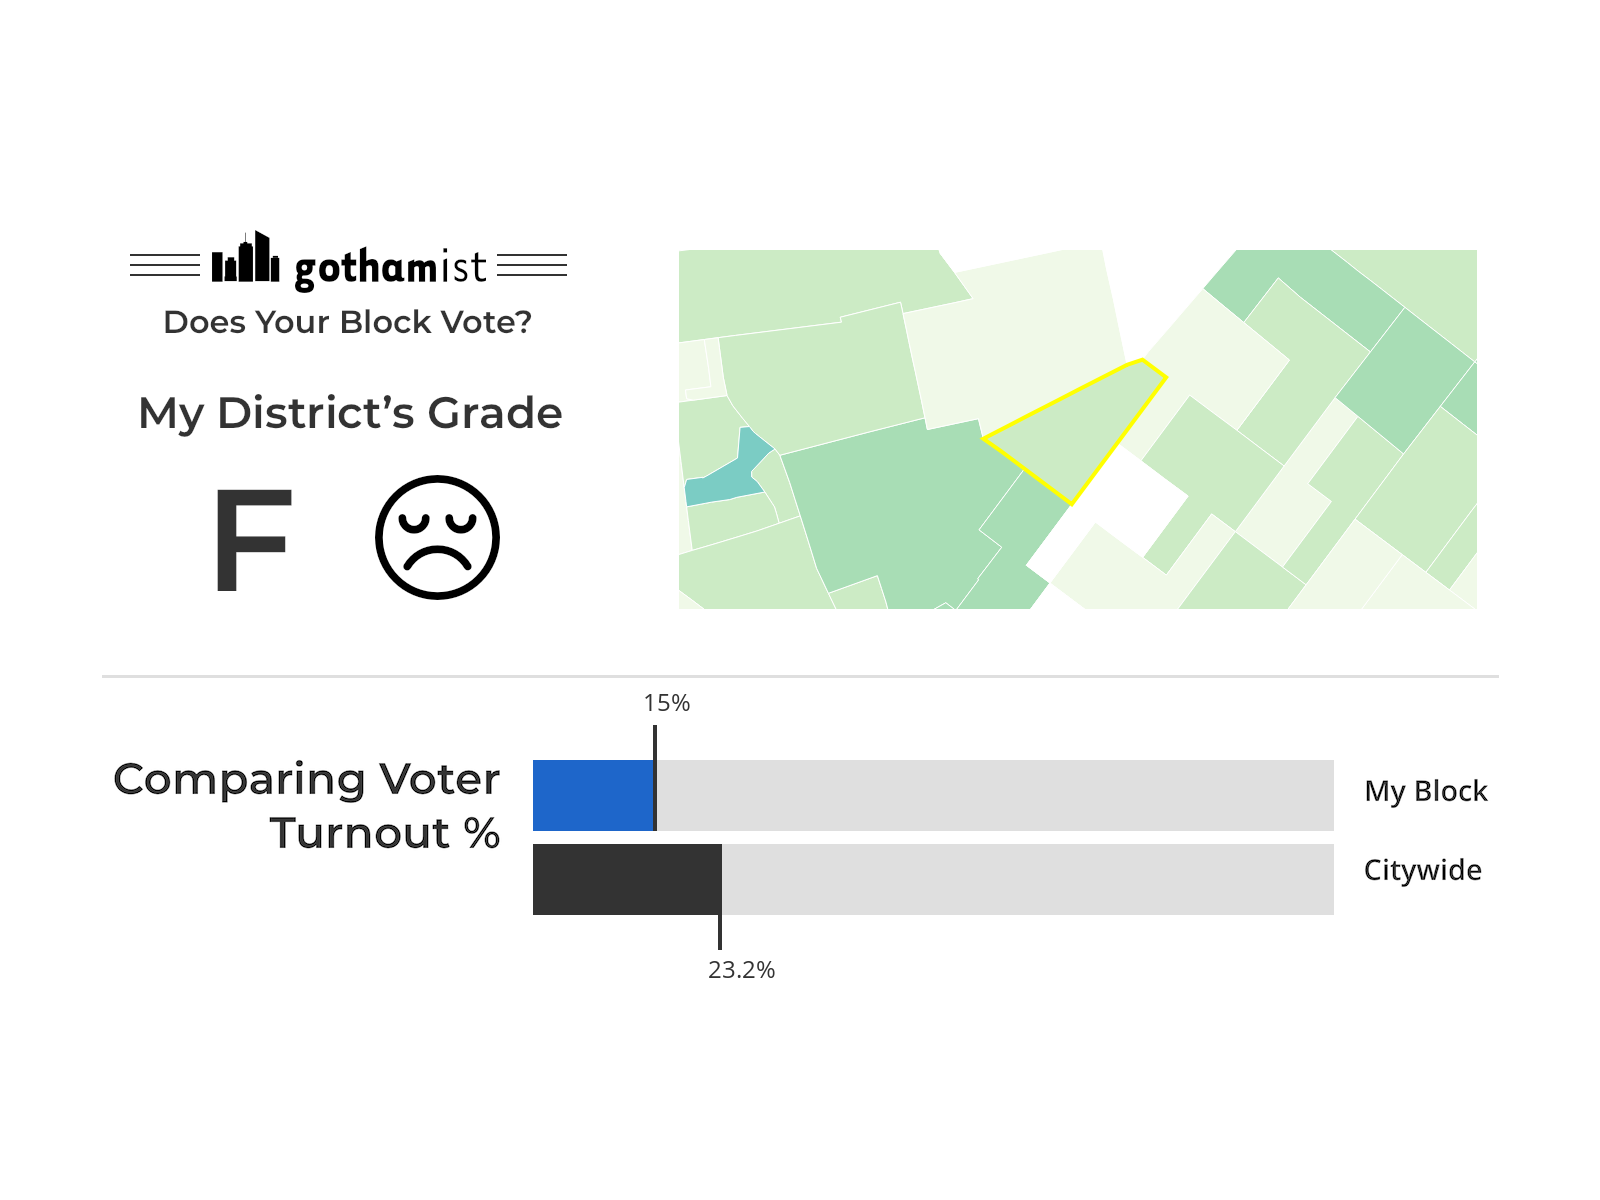 gothamist
Does Your Block Vote?
My District’s Grade
F
15%
Comparing Voter
Turnout %
My Block
Citywide
23.2%